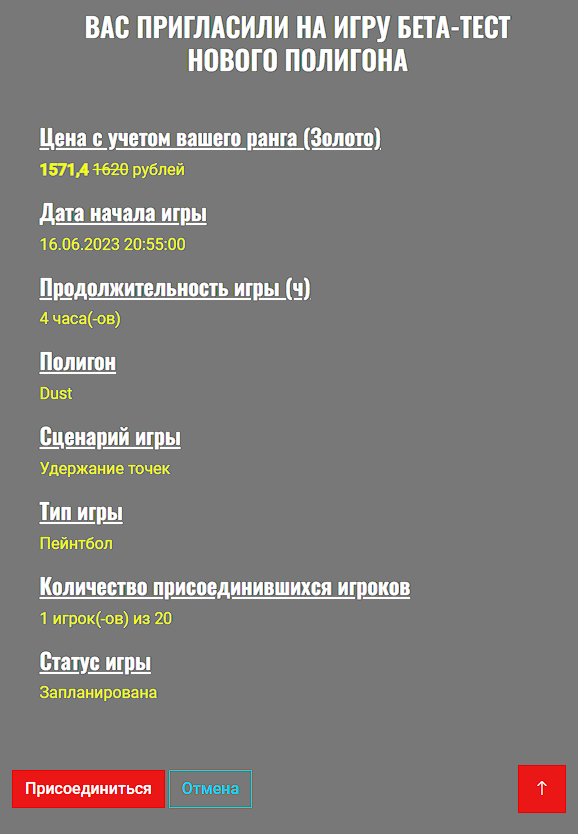 ВАС ПРИГЛАСИЛИ НА ИГРУ БЕТА-ТЕСТ
НОВОГО ПОЛИГОНА
Цена с учетом вашего ранга (Золото)
1571,4 1620 рублей
Дата начала игры
16.06.2023 20:55:00
Продолжительность игры (ч)
4 часа(-ов)
Полигон
Dust
Сценарий игры
Удержание точек
Тип игры
Пейнтбол
Количество присоединившихся игроков
1 игрок(-ов) из 20
Статус игры
Запланирована
Присоединиться Отмена ↑